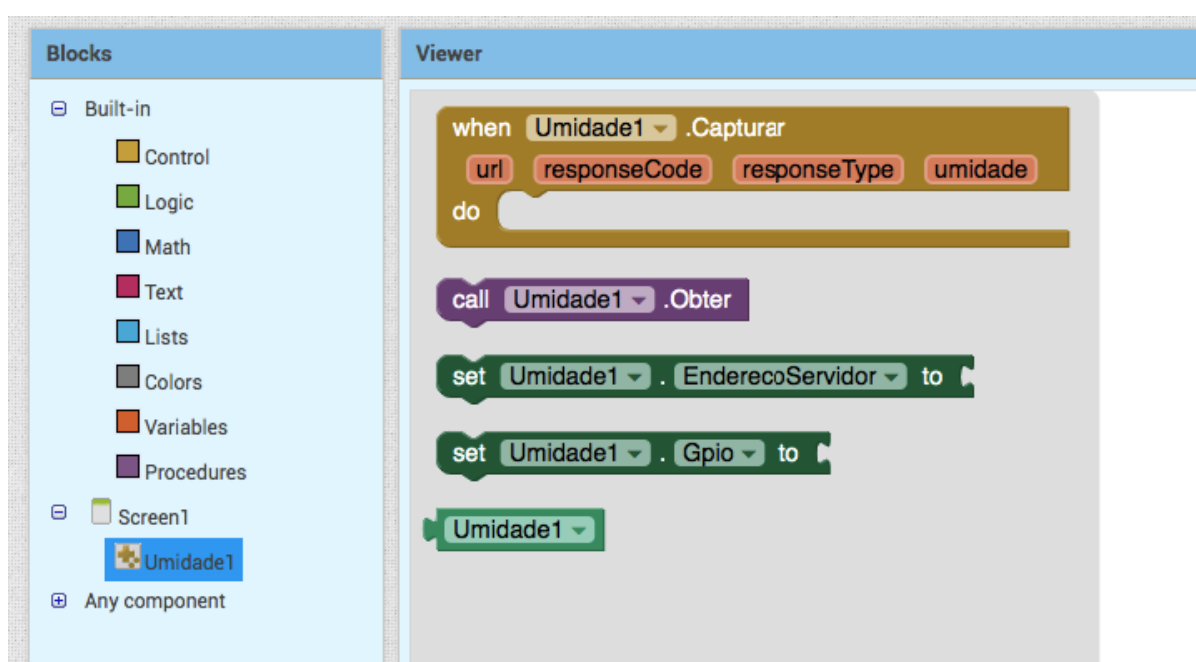 Blocks
Built-in
Control
Logic
Math
Text
Lists
Colors
Variables
Procedures
Screen1
Umidade1
Any component
Viewer
when Umidade1 .Capturar
url responseCode responseType umidade
do
call Umidade1 .Obter
set Umidade1 . EnderecoServidor to
set Umidade1 . Gpio to
Umidade1